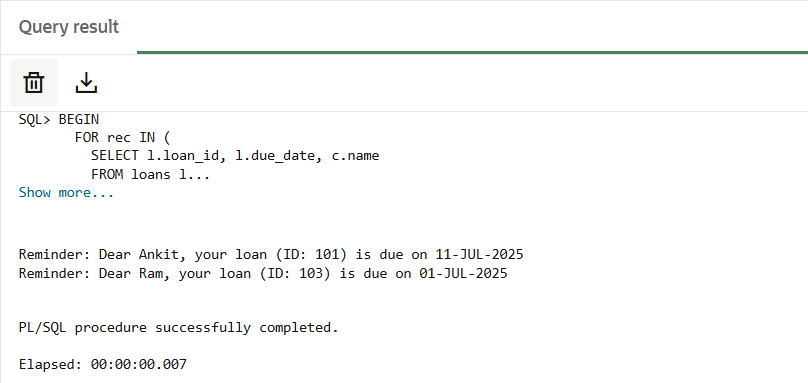 Query result
SQL> BEGIN
FOR rec IN (
SELECT l.loan_id, l.due_date, c.name
FROM loans l...
Show more...
Reminder: Dear Ankit, your loan (ID: 101) is due on 11-JUL-2025
Reminder: Dear Ram, your loan (ID: 103) is due on 01-JUL-2025
PL/SQL procedure successfully completed.
Elapsed: 00:00:00.007